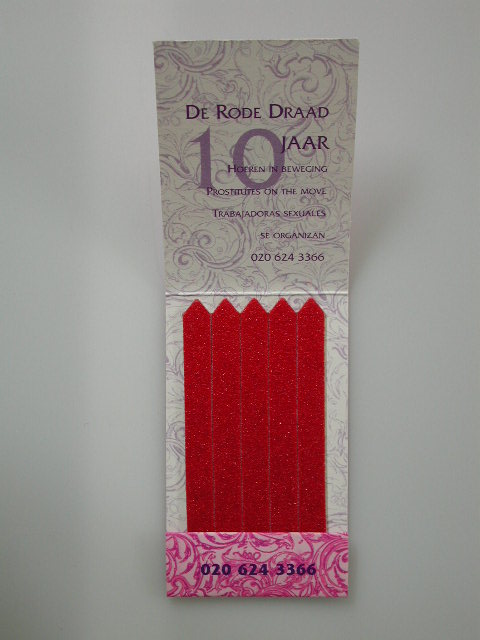 DE RODE DRAAD
10
JAAR
HOEREN IN BEWEGING
PROSTITUTES ON THE MOVE
TRABAJADORAS SEXUALES
SE ORGANIZAN
020 624 3366
020 624 3366